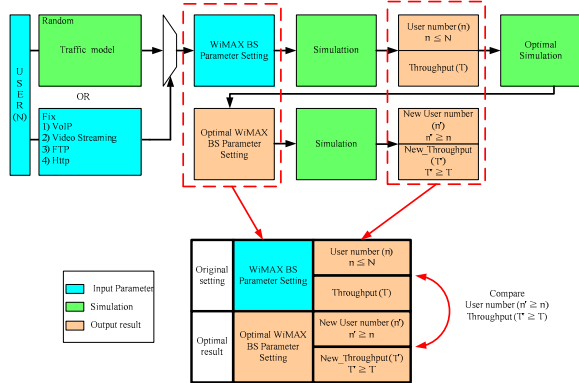 Random
Traffic model
OR
USER(N)
Fix
1) VoIP
2) Video Streaming
3) FTP
4) Http
WiMAX BS
Parameter Setting
Simulattion
User number(n)
n ≤ N
Throughput(T)
Optimal
Simulation
Optimal WiMAX
BS Parameter
Setting
Simulation
New User number
(n')
n' ≥ n
New_Throughput
(T')
T' ≥ T
Original
setting
WiMAX BS
Parameter Setting
User number(n)
n ≤ N
Throughput(T)
Optimal
result
Optimal WiMAX
BS Parameter
Setting
New User number(n')
n' ≥ n
New_Throughput(T')
T' ≥ T
Compare
User number(n' ≥ n)
Throughput(T' ≥ T)
Input Parameter
Simulation
Output result